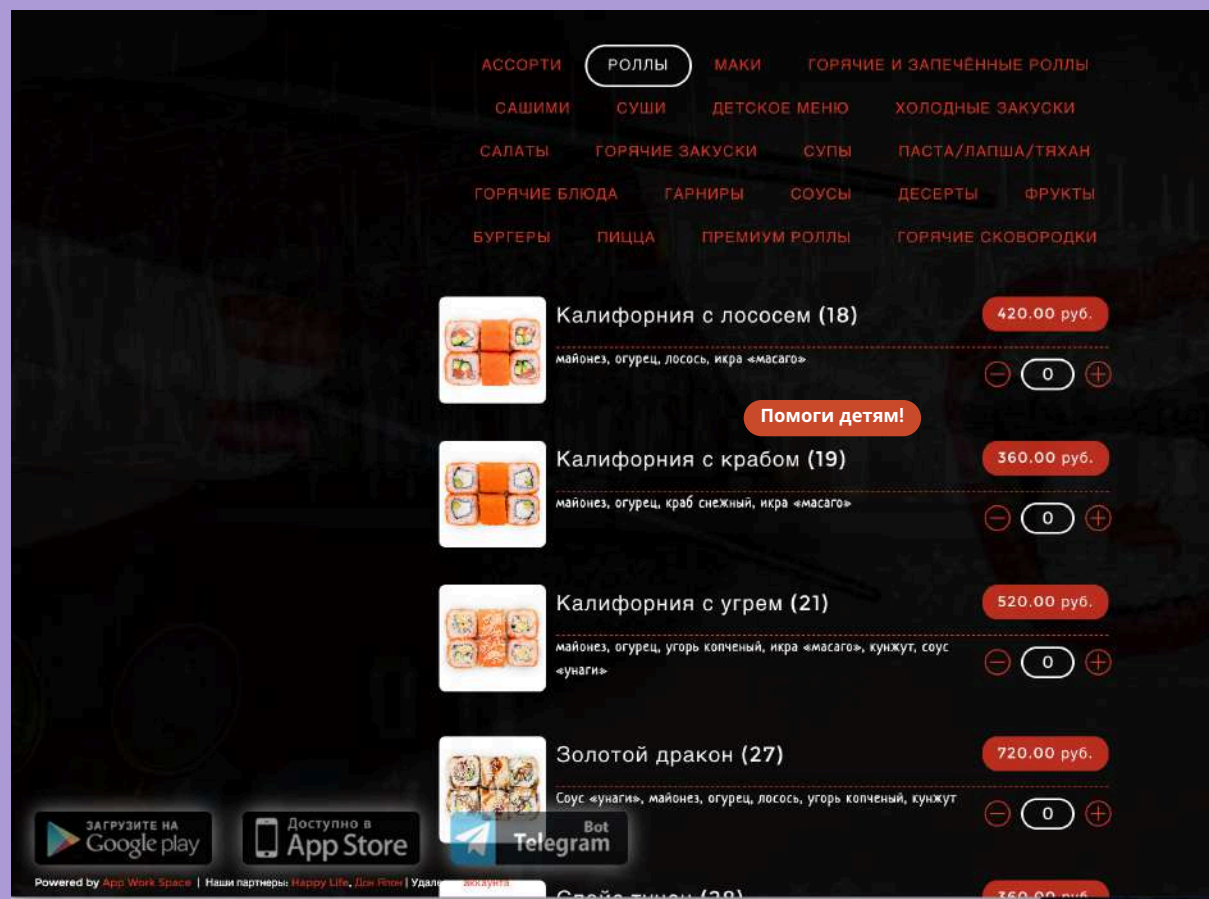 АССОРТИ РОЛЛЫ МАКИ ГОРЯЧИЕ И ЗАПЕЧЁННЫЕ РОЛЛЫ
САШИМИ СУШИ ДЕТСКОЕ МЕНЮ ХОЛОДНЫЕ ЗАКУСКИ
САЛАТЫ ГОРЯЧИЕ ЗАКУСКИ СУПЫ ПАСТА/ЛАПША/ТЯХАН
ГОРЯЧИЕ БЛЮДА ГАРНИРЫ СОУСЫ ДЕСЕРТЫ ФРУКТЫ
БУРГЕРЫ ПИЦЦА ПРЕМИУМ РОЛЛЫ ГОРЯЧИЕ СКОВОРОДКИ
Калифорния с лососем (18) 420.00 руб.
майонез, огурец, лосось, икра «масаго»
0
Помоги детям!
Калифорния с крабом (19) 360.00 руб.
майонез, огурец, краб снежный, икра «масаго»
0
Калифорния с угрем (21) 520.00 руб.
майонез, огурец, угорь копченый, икра «масаго», кунжут, соус
«унаги»
0
Золотой дракон (27) 720.00 руб.
Соус «унаги», майонез, огурец, лосось, угорь копченый, кунжут
0
ЗАГРУЗИТЕ НА
Google play
Доступно в
App Store
Bot
Telegram
Powered by App Work Space | Наши партнеры: Happy Life, Дон Япон | аккаунта